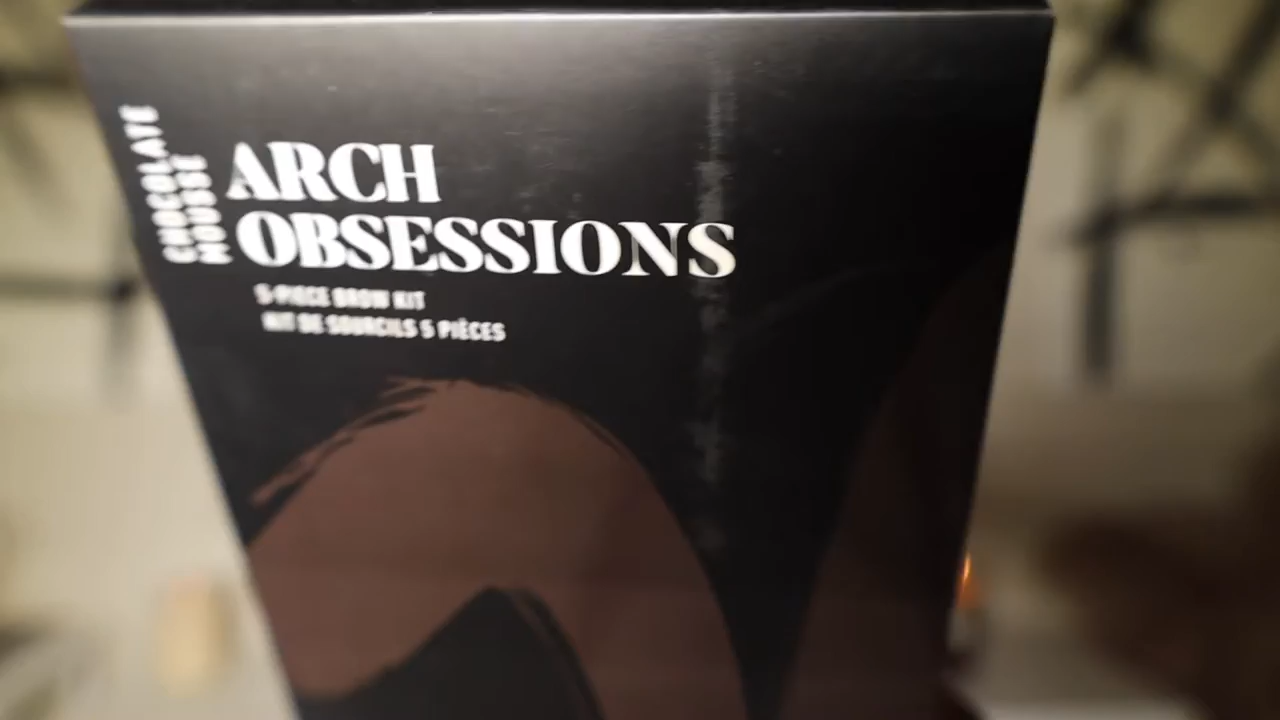 CHOCOLATE
MOUSSE
ARCH
OBSESSIONS
5-PIECE BROW KIT
KIT DE SOURCILS 5 PIÈCES